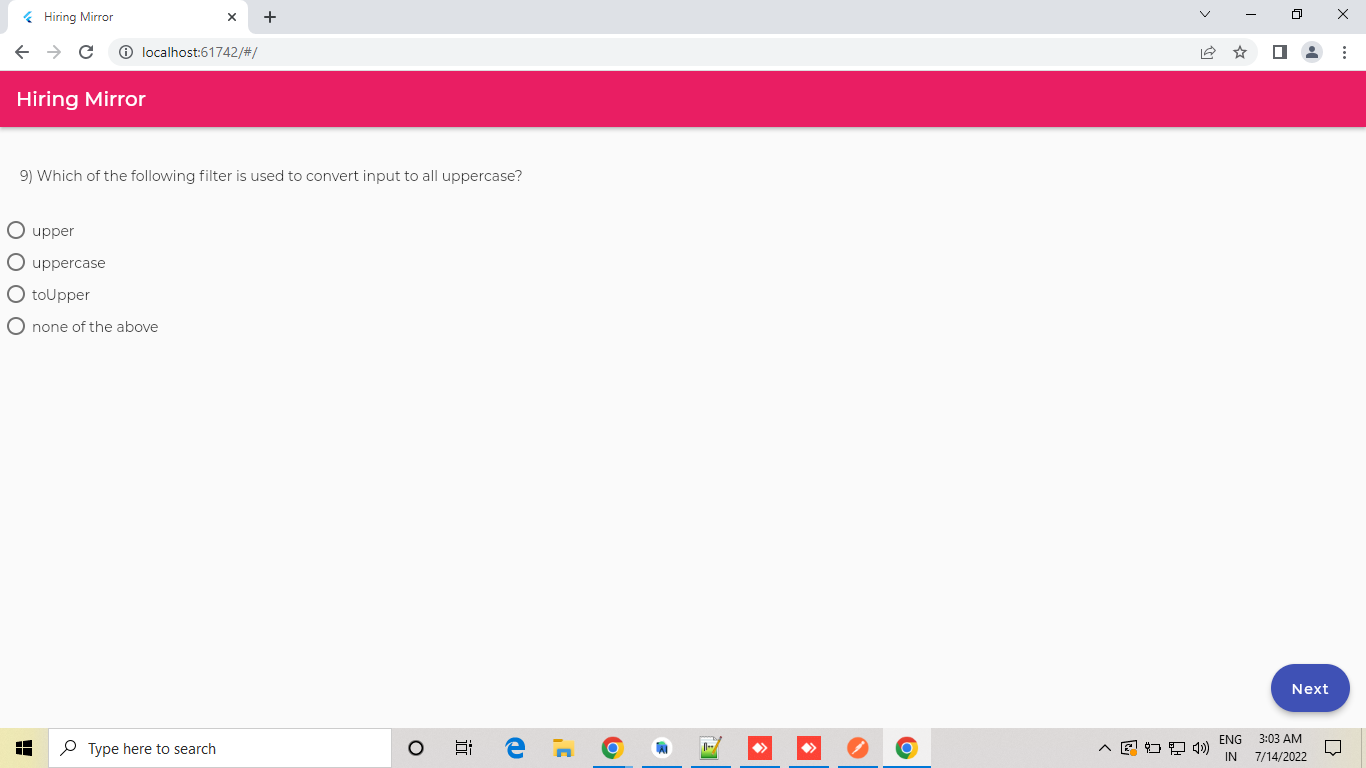 Hiring Mirror
localhost:61742/#/
Hiring Mirror
9) Which of the following filter is used to convert input to all uppercase?
upper
uppercase
toUpper
none of the above
Next
Type here to search
ENG
IN
3:03 AM
7/14/2022